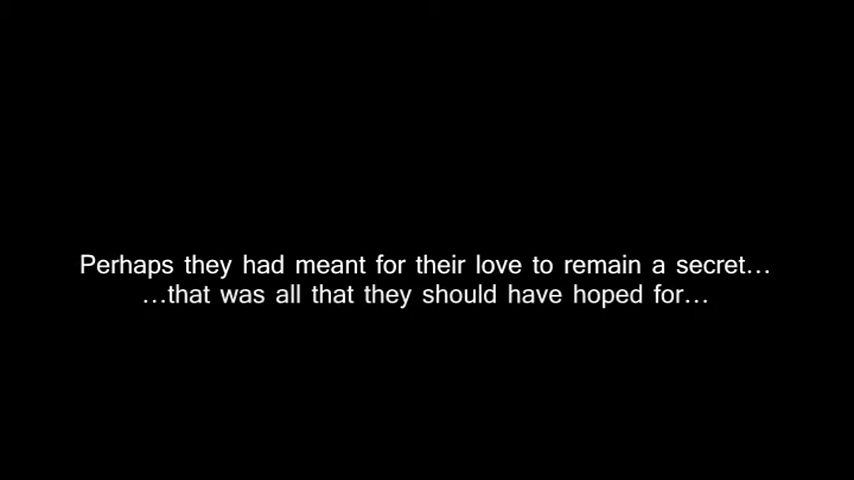 Perhaps they had meant for their love to remain a secret…
…that was all that they should have hoped for…